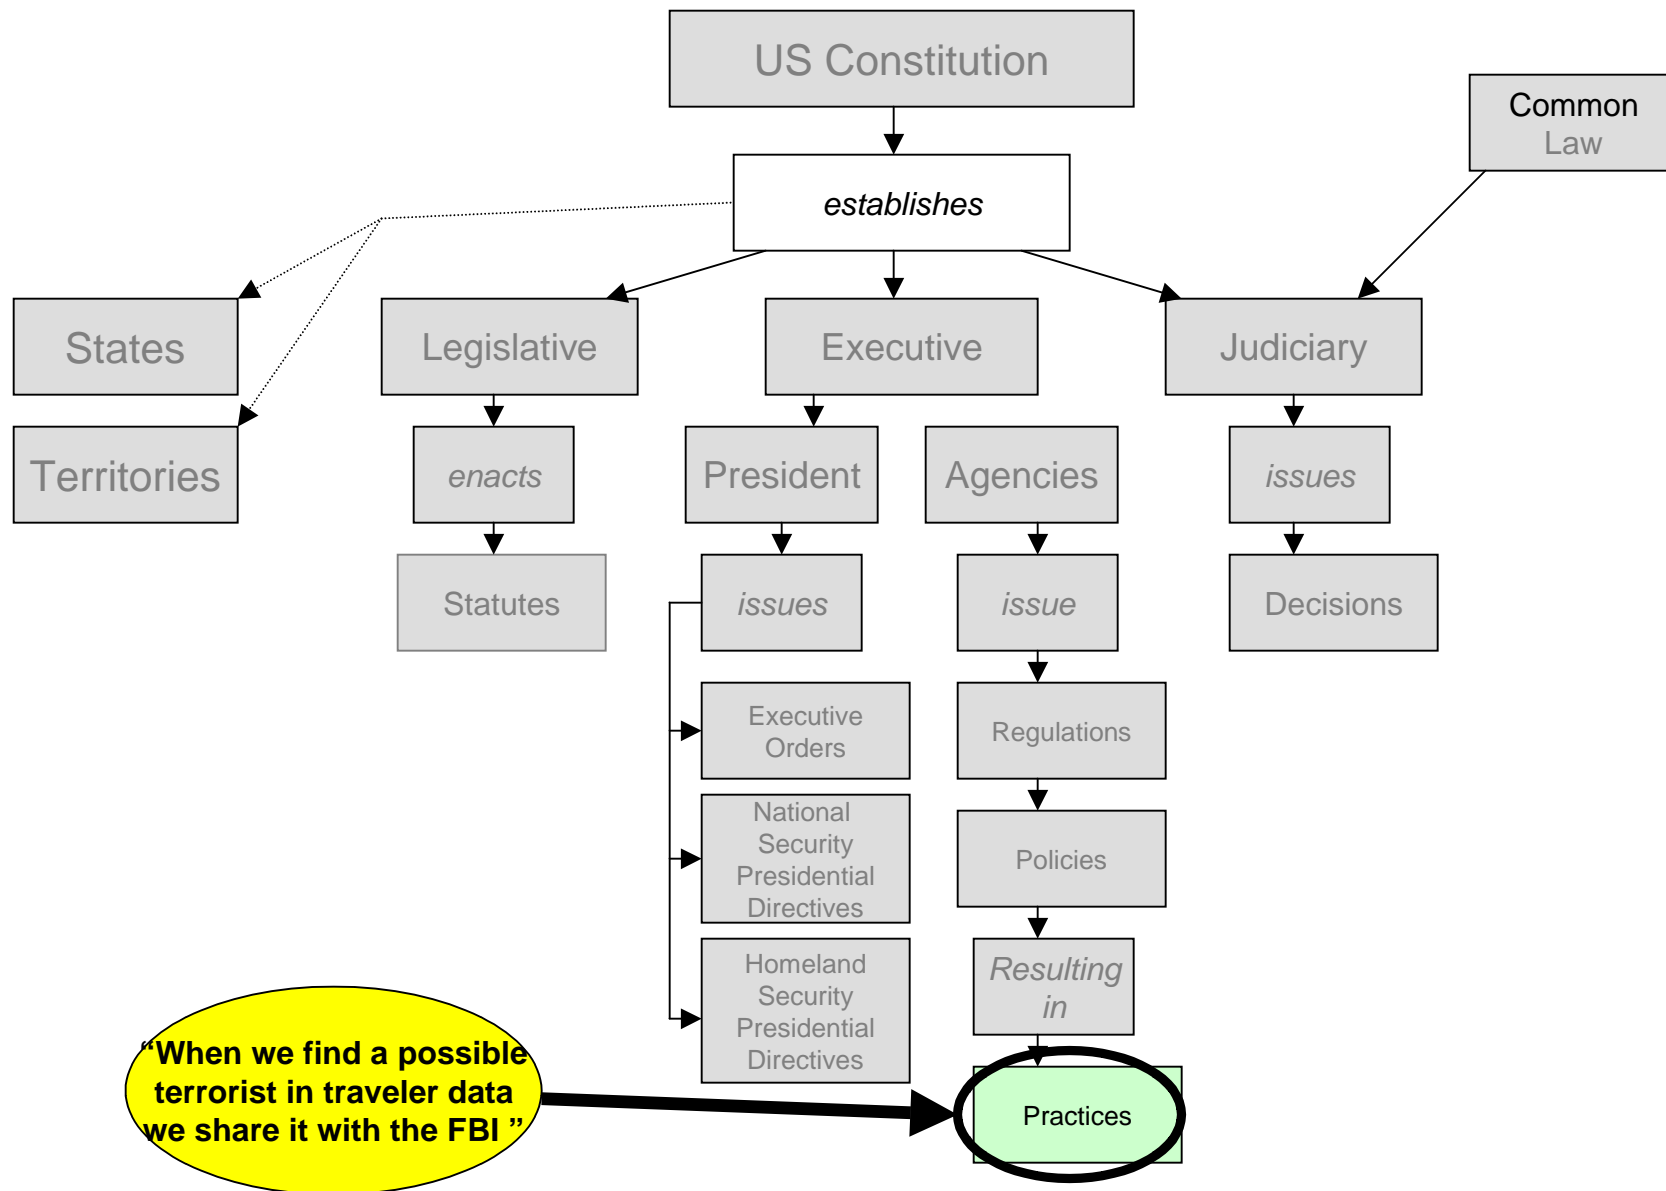 US Constitution
Common
Law
establishes
States
Legislative
Executive
Judiciary
Territories
enacts
President
Agencies
issues
Statutes
issues
issue
Decisions
Executive
Orders
Regulations
National
Security
Presidential
Directives
Policies
Homeland
Security
Presidential
Directives
Resulting
in
“When we find a possible
terrorist in traveler data
we share it with the FBI ”
Practices